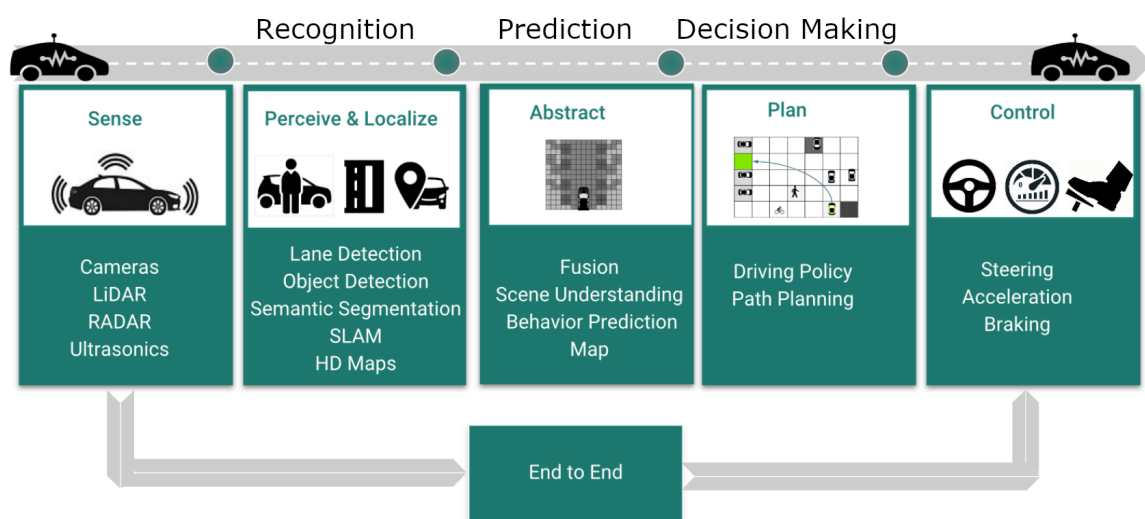 Recognition
Prediction
Decision Making
Sense
Cameras
LiDAR
RADAR
Ultrasonics
Perceive & Localize
Lane Detection
Object Detection
Semantic Segmentation
SLAM
HD Maps
Abstract
Fusion
Scene Understanding
Behavior Prediction
Map
Plan
Driving Policy
Path Planning
Control
Steering
Acceleration
Braking
End to End